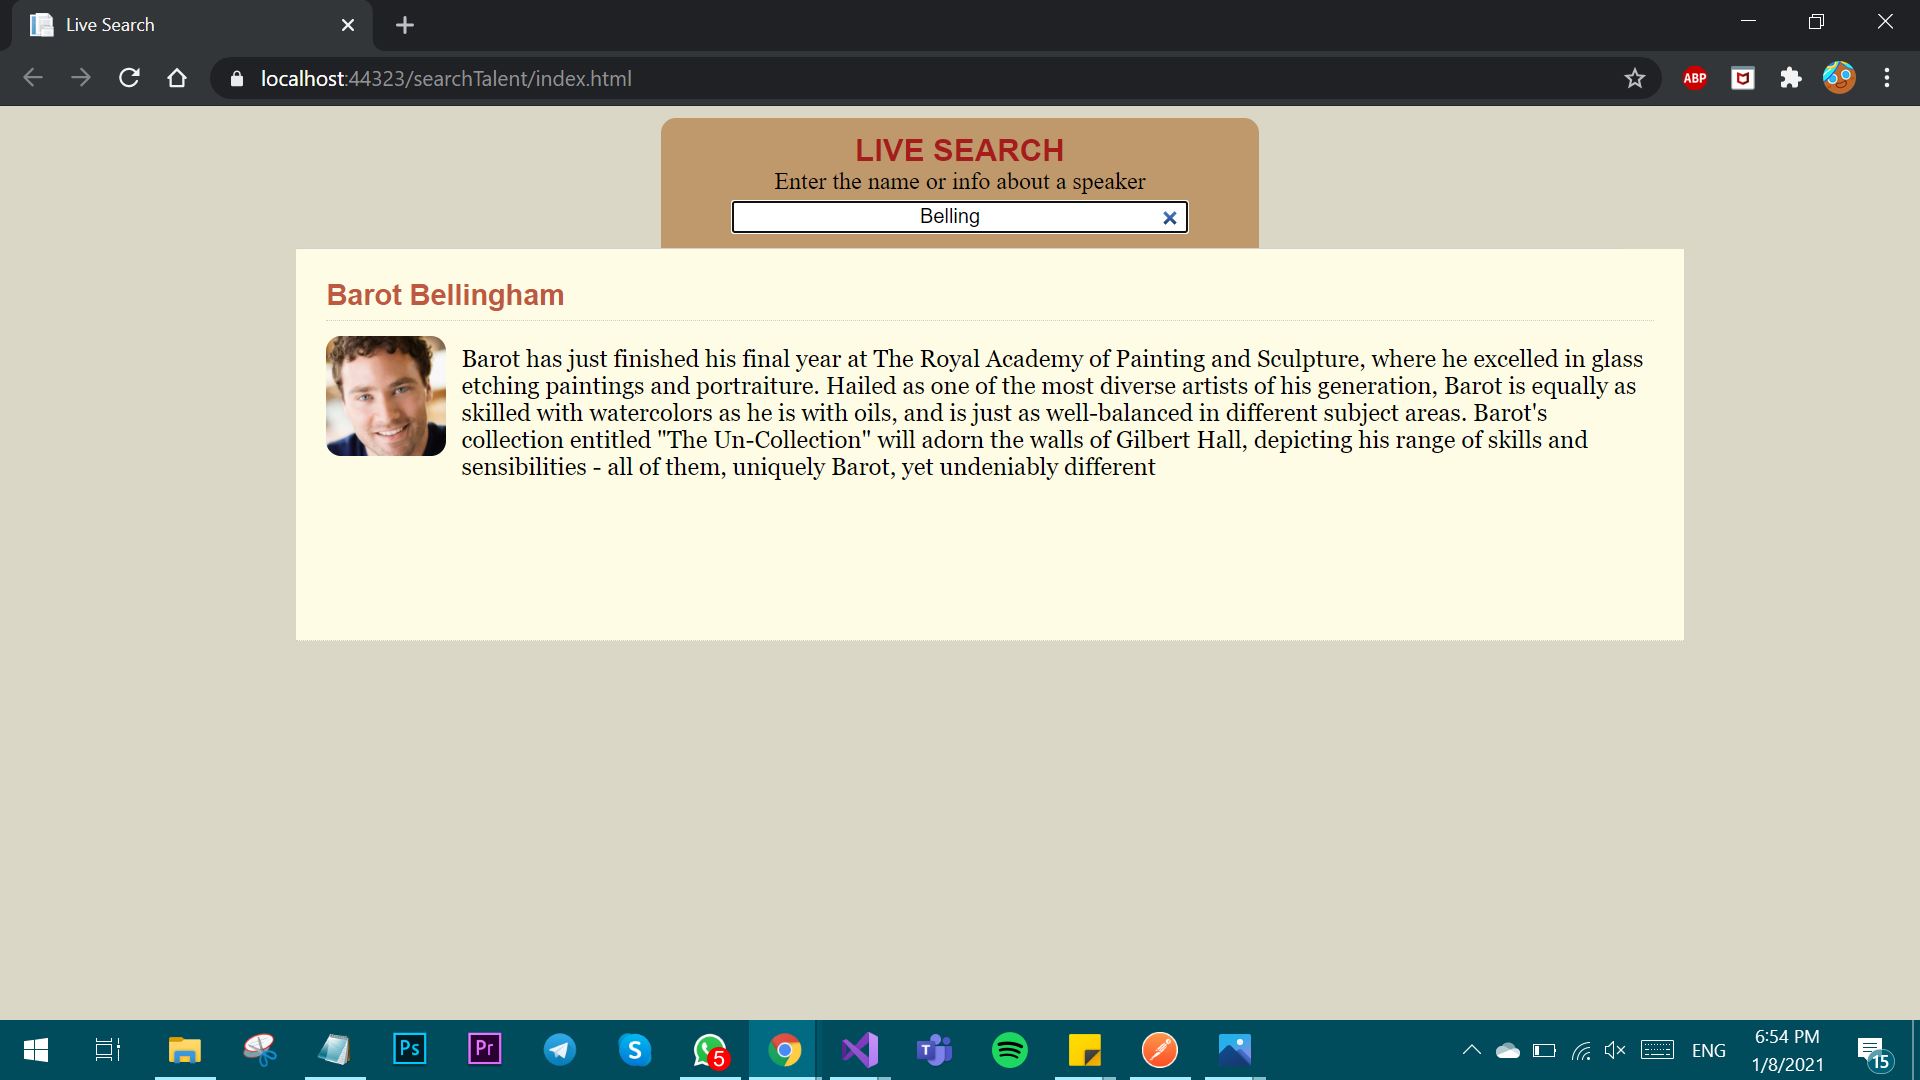 Live Search
localhost:44323/searchTalent/index.html
ABP
LIVE SEARCH
Enter the name or info about a speaker
Belling
Barot Bellingham
Barot has just finished his final year at The Royal Academy of Painting and Sculpture, where he excelled in glass
etching paintings and portraiture. Hailed as one of the most diverse artists of his generation, Barot is equally as
skilled with watercolors as he is with oils, and is just as well-balanced in different subject areas. Barot's
collection entitled "The Un-Collection" will adorn the walls of Gilbert Hall, depicting his range of skills and
sensibilities - all of them, uniquely Barot, yet undeniably different
Ps
Pr
S
5
T
ENG
6:54 PM
1/8/2021
15